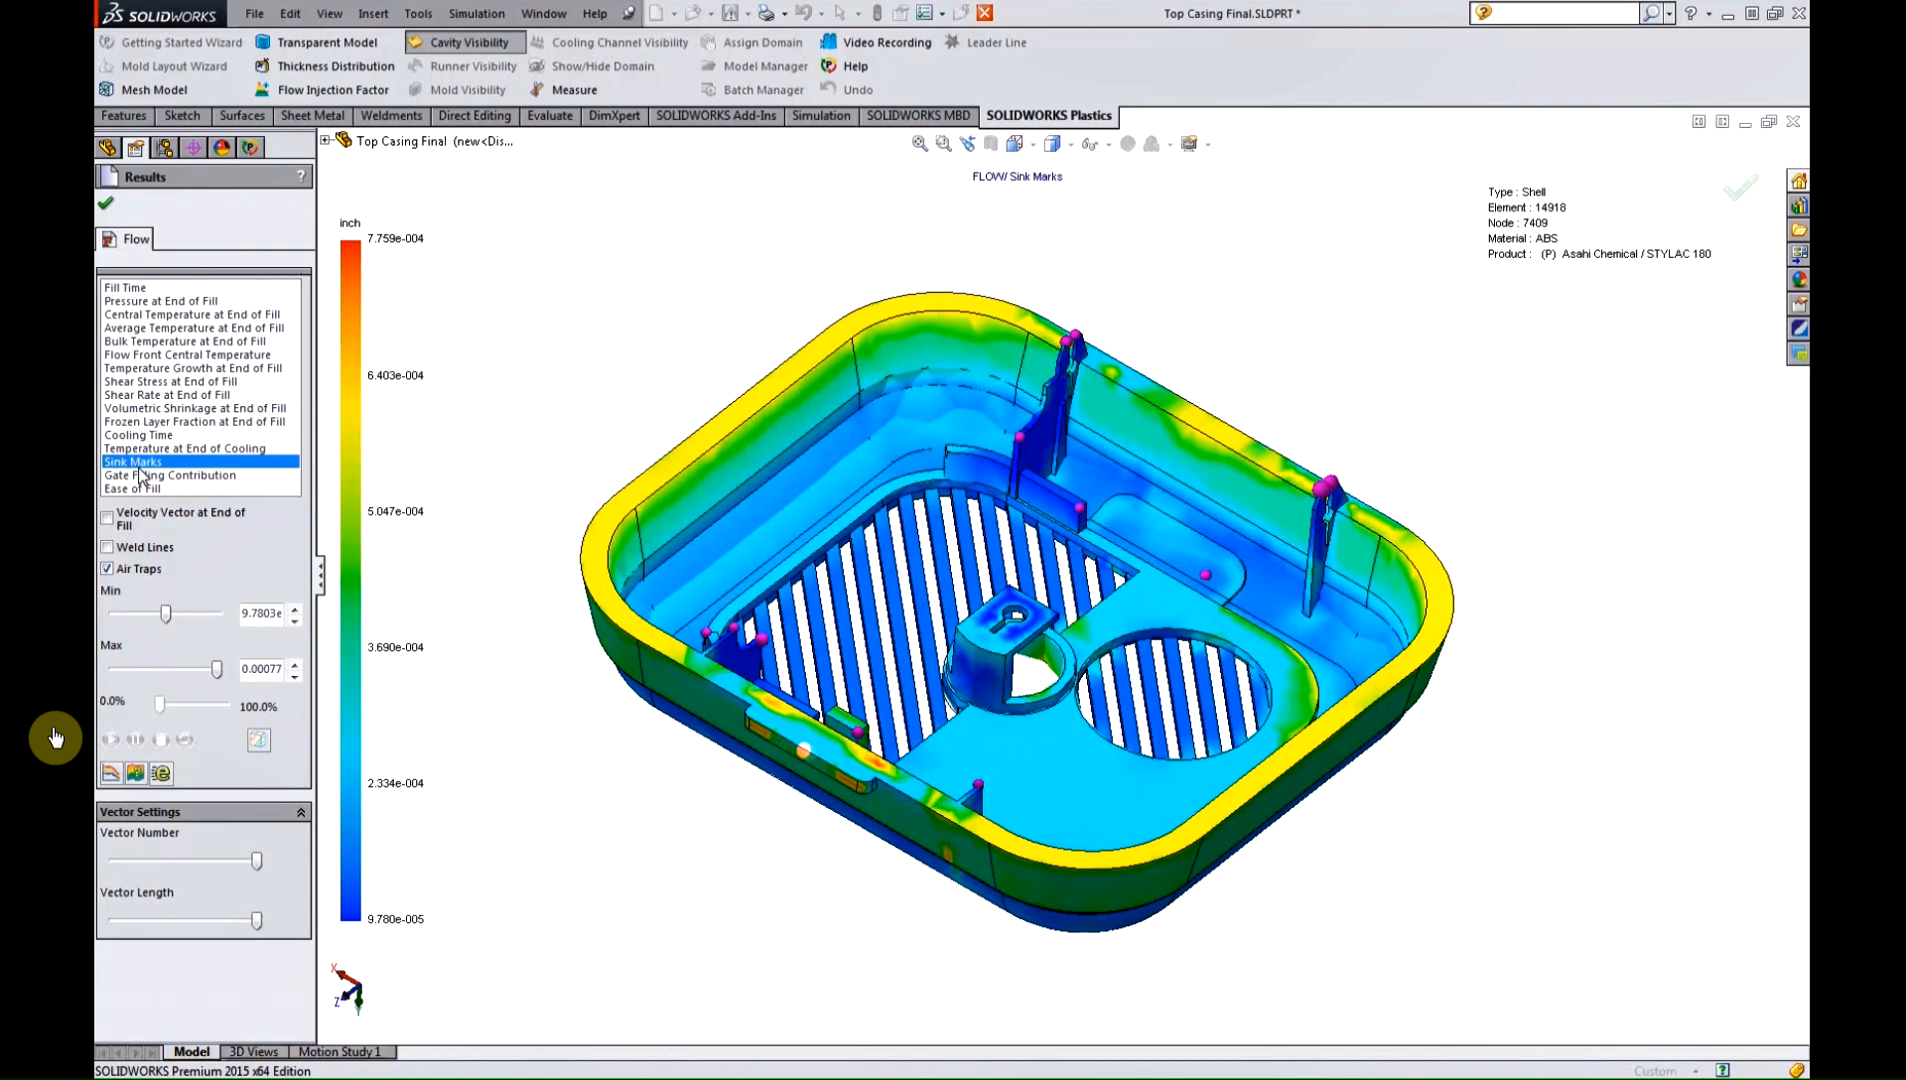 SOLIDWORKS File Edit View Insert Tools Simulation Window Help Top Casing Final.SLDPRT *
Getting Started Wizard Transparent Model Cavity Visibility Cooling Channel Visibility Assign Domain Video Recording Leader Line
Mold Layout Wizard Thickness Distribution Runner Visibility Show/Hide Domain Model Manager Help
Mesh Model Flow Injection Factor Mold Visibility Measure Batch Manager Undo
Features Sketch Surfaces Sheet Metal Weldments Direct Editing Evaluate DimXpert SOLIDWORKS Add-Ins Simulation SOLIDWORKS MBD SOLIDWORKS Plastics
Top Casing Final (new<Dis...
Results ?
FLOW/ Sink Marks
Type : Shell
Element : 14918
Node : 7409
Material : ABS
Product : (P) Asahi Chemical / STYLAC 180
Flow
Fill Time
Pressure at End of Fill
Central Temperature at End of Fill
Average Temperature at End of Fill
Bulk Temperature at End of Fill
Flow Front Central Temperature
Temperature Growth at End of Fill
Shear Stress at End of Fill
Shear Rate at End of Fill
Volumetric Shrinkage at End of Fill
Frozen Layer Fraction at End of Fill
Cooling Time
Temperature at End of Cooling
Sink Marks
Gate Filling Contribution
Ease of Fill
Velocity Vector at End of
Fill
Weld Lines
Air Traps
Min
9.7803e
Max
0.00077
0.0% 100.0%
Vector Settings
Vector Number
Vector Length
inch
7.759e-004
6.403e-004
5.047e-004
3.690e-004
2.334e-004
9.780e-005
X
Z
Model 3D Views Motion Study 1
SOLIDWORKS Premium 2015 x64 Edition Custom